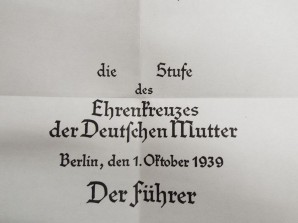 die Stufe
des
Ehrenkreuzes
der Deutschen Mutter
Berlin, den 1. Oktober 1939
Der Führer